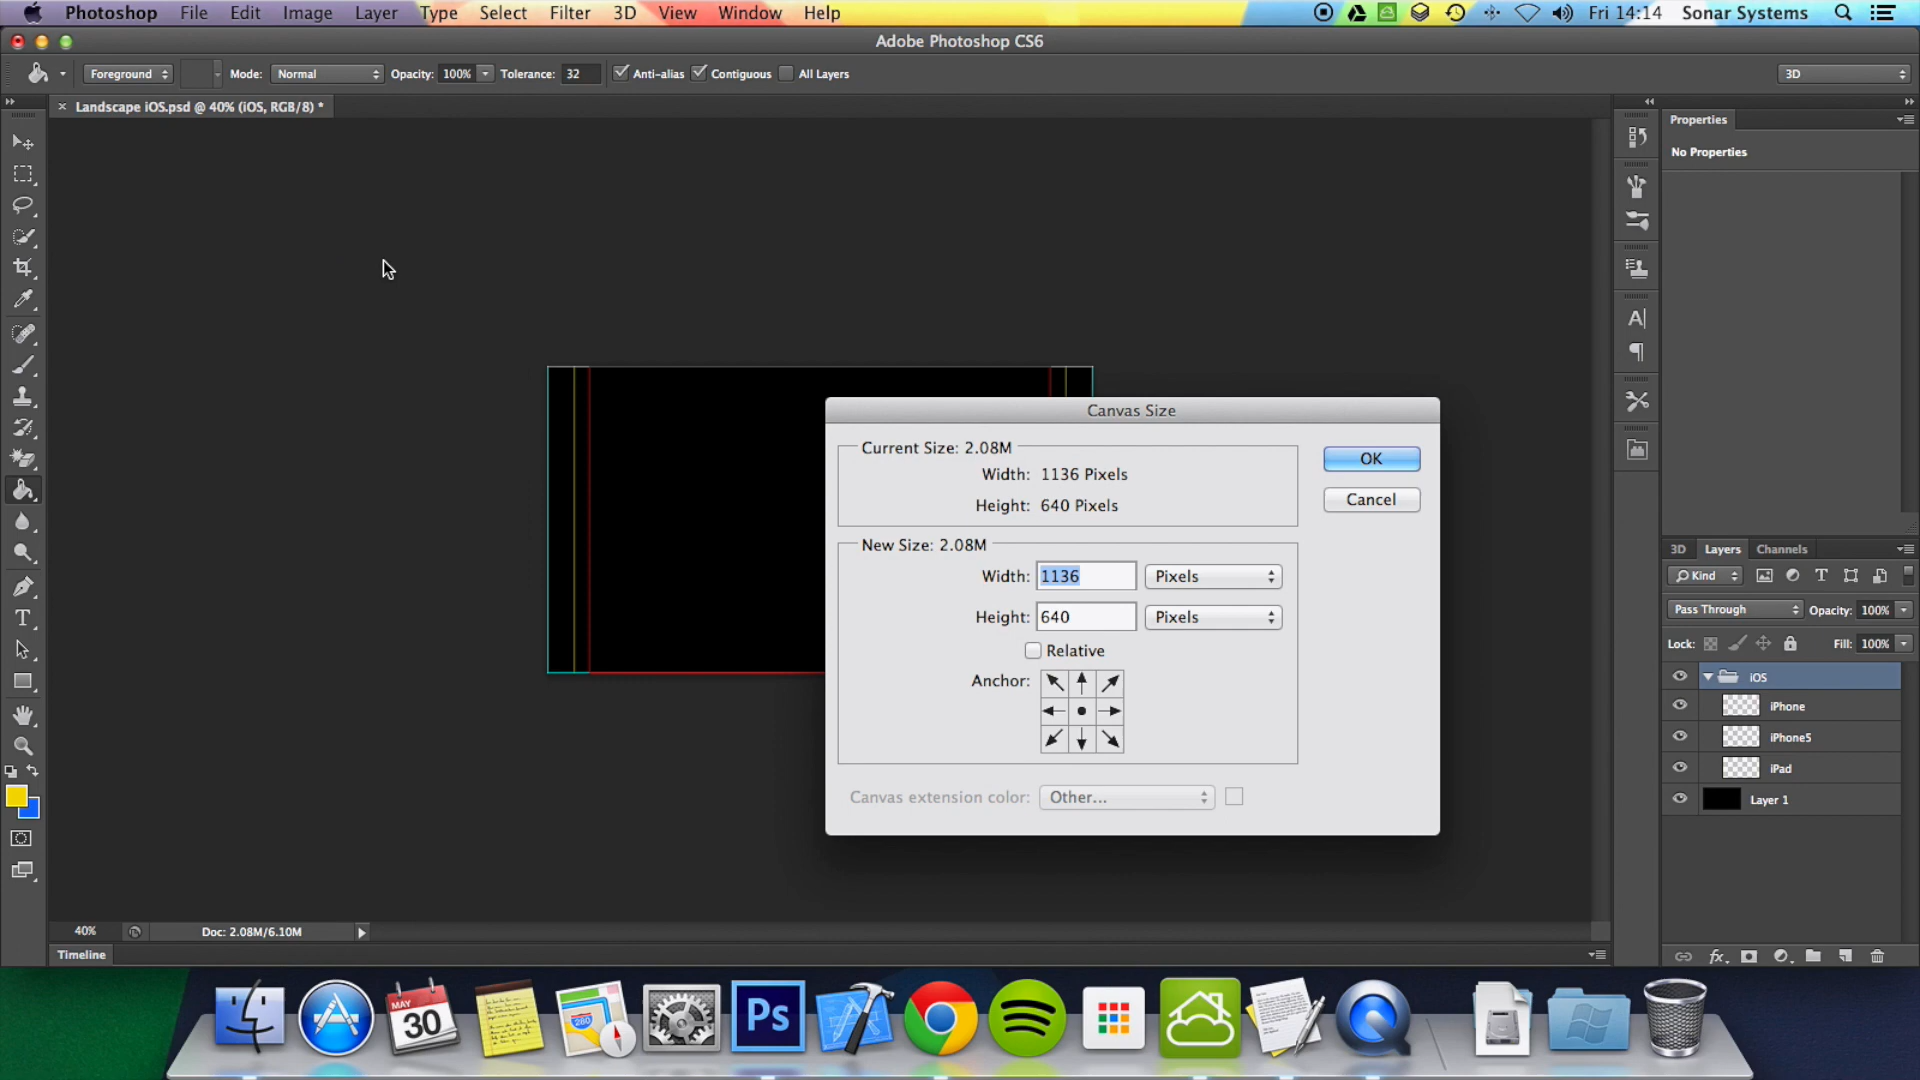 Photoshop File Edit Image Layer Type Select Filter 3D View Window Help Fri 14:14 Sonar Systems
Adobe Photoshop CS6
Foreground Mode: Normal Opacity: 100% Tolerance: 32 Anti-alias Contiguous All Layers 3D
Landscape iOS.psd @ 40% (iOS, RGB/8) *
Properties
No Properties
Canvas Size
Current Size: 2.08M
Width: 1136 Pixels
Height: 640 Pixels
OK
Cancel
New Size: 2.08M
Width: 1136 Pixels
Height: 640 Pixels
Relative
Anchor:
Canvas extension color: Other...
3D Layers Channels
Kind
Pass Through Opacity: 100%
Lock: Fill: 100%
iOS
iPhone
iPhone5
iPad
Layer 1
40% Doc: 2.08M/6.10M
Timeline
MAY
30
280
Ps